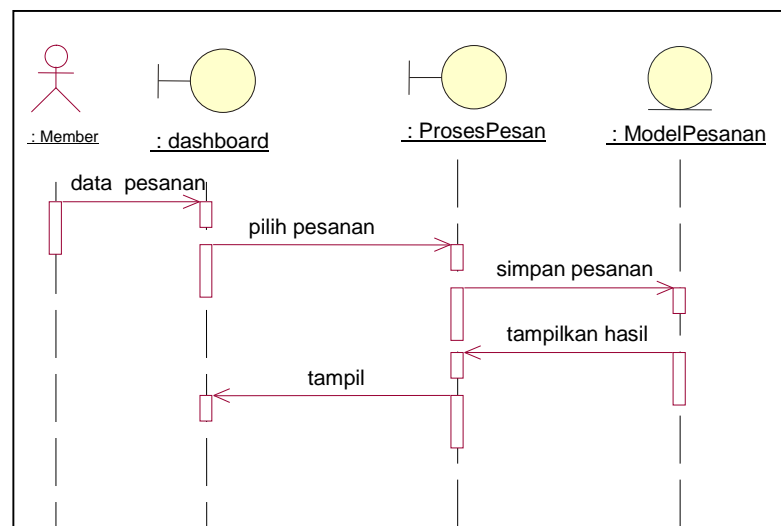 : Member
: dashboard
: ProsesPesan
: ModelPesanan
data pesanan
pilih pesanan
simpan pesanan
tampilkan hasil
tampil